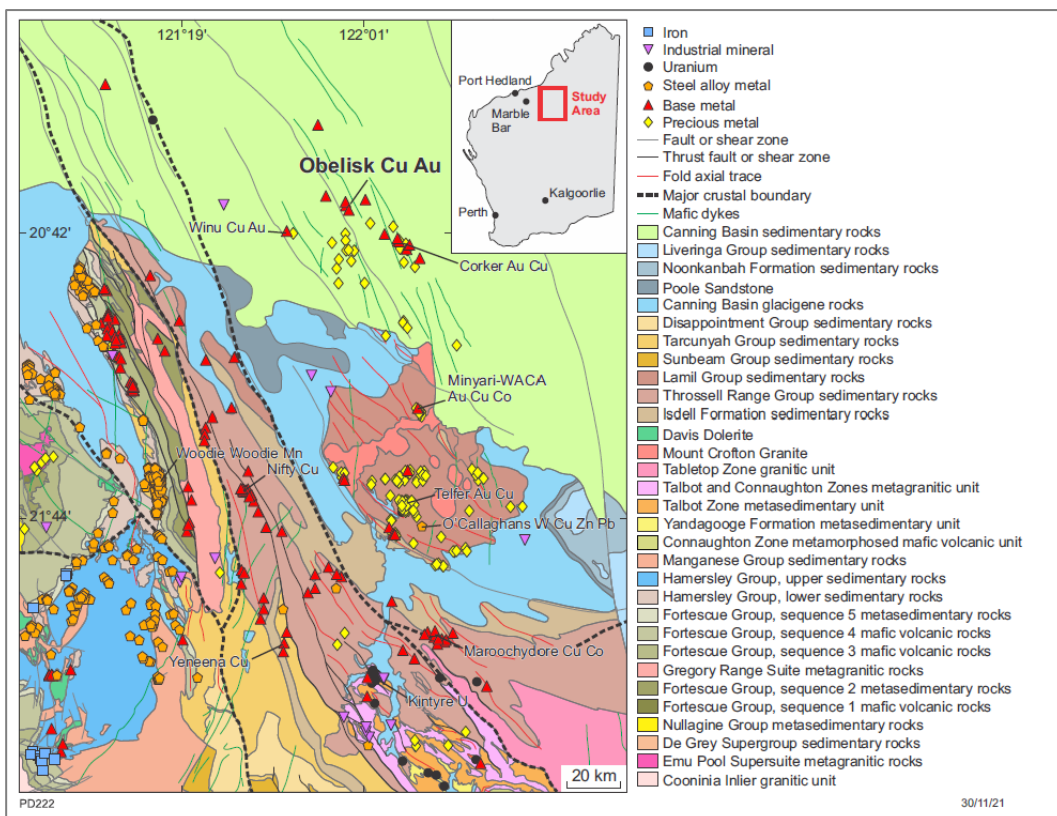 121°19'
122°01'
20°42'
21°44'
Obelisk Cu Au
Winu Cu Au
Corker Au Cu
Minyari-WACA
Au Cu Co
Woodie Woodie Mn
Nifty Cu
Telfer Au Cu
O'Callaghans W Cu Zn Pb
Yeneena Cu
Maroochydore Cu Co
Kintyre U
20 km
Port Hedland
Marble
Bar
Study
Area
Kalgoorlie
Perth
Iron
Industrial mineral
Uranium
Steel alloy metal
Base metal
Precious metal
Fault or shear zone
Thrust fault or shear zone
Fold axial trace
Major crustal boundary
Mafic dykes
Canning Basin sedimentary rocks
Liveringa Group sedimentary rocks
Noonkanbah Formation sedimentary rocks
Poole Sandstone
Canning Basin glacigene rocks
Disappointment Group sedimentary rocks
Tarcunyah Group sedimentary rocks
Sunbeam Group sedimentary rocks
Lamil Group sedimentary rocks
Throssell Range Group sedimentary rocks
Isdell Formation sedimentary rocks
Davis Dolerite
Mount Crofton Granite
Tabletop Zone granitic unit
Talbot and Connaughton Zones metagranitic unit
Talbot Zone metasedimentary unit
Yandagooge Formation metasedimentary unit
Connaughton Zone metamorphosed mafic volcanic unit
Manganese Group sedimentary rocks
Hamersley Group, upper sedimentary rocks
Hamersley Group, lower sedimentary rocks
Fortescue Group, sequence 5 metasedimentary rocks
Fortescue Group, sequence 4 mafic volcanic rocks
Fortescue Group, sequence 3 mafic volcanic rocks
Gregory Range Suite metagranitic rocks
Fortescue Group, sequence 2 metasedimentary rocks
Fortescue Group, sequence 1 mafic volcanic rocks
Nullagine Group metasedimentary rocks
De Grey Supergroup sedimentary rocks
Emu Pool Supersuite metagranitic rocks
Cooninia Inlier granitic unit
PD222
30/11/21